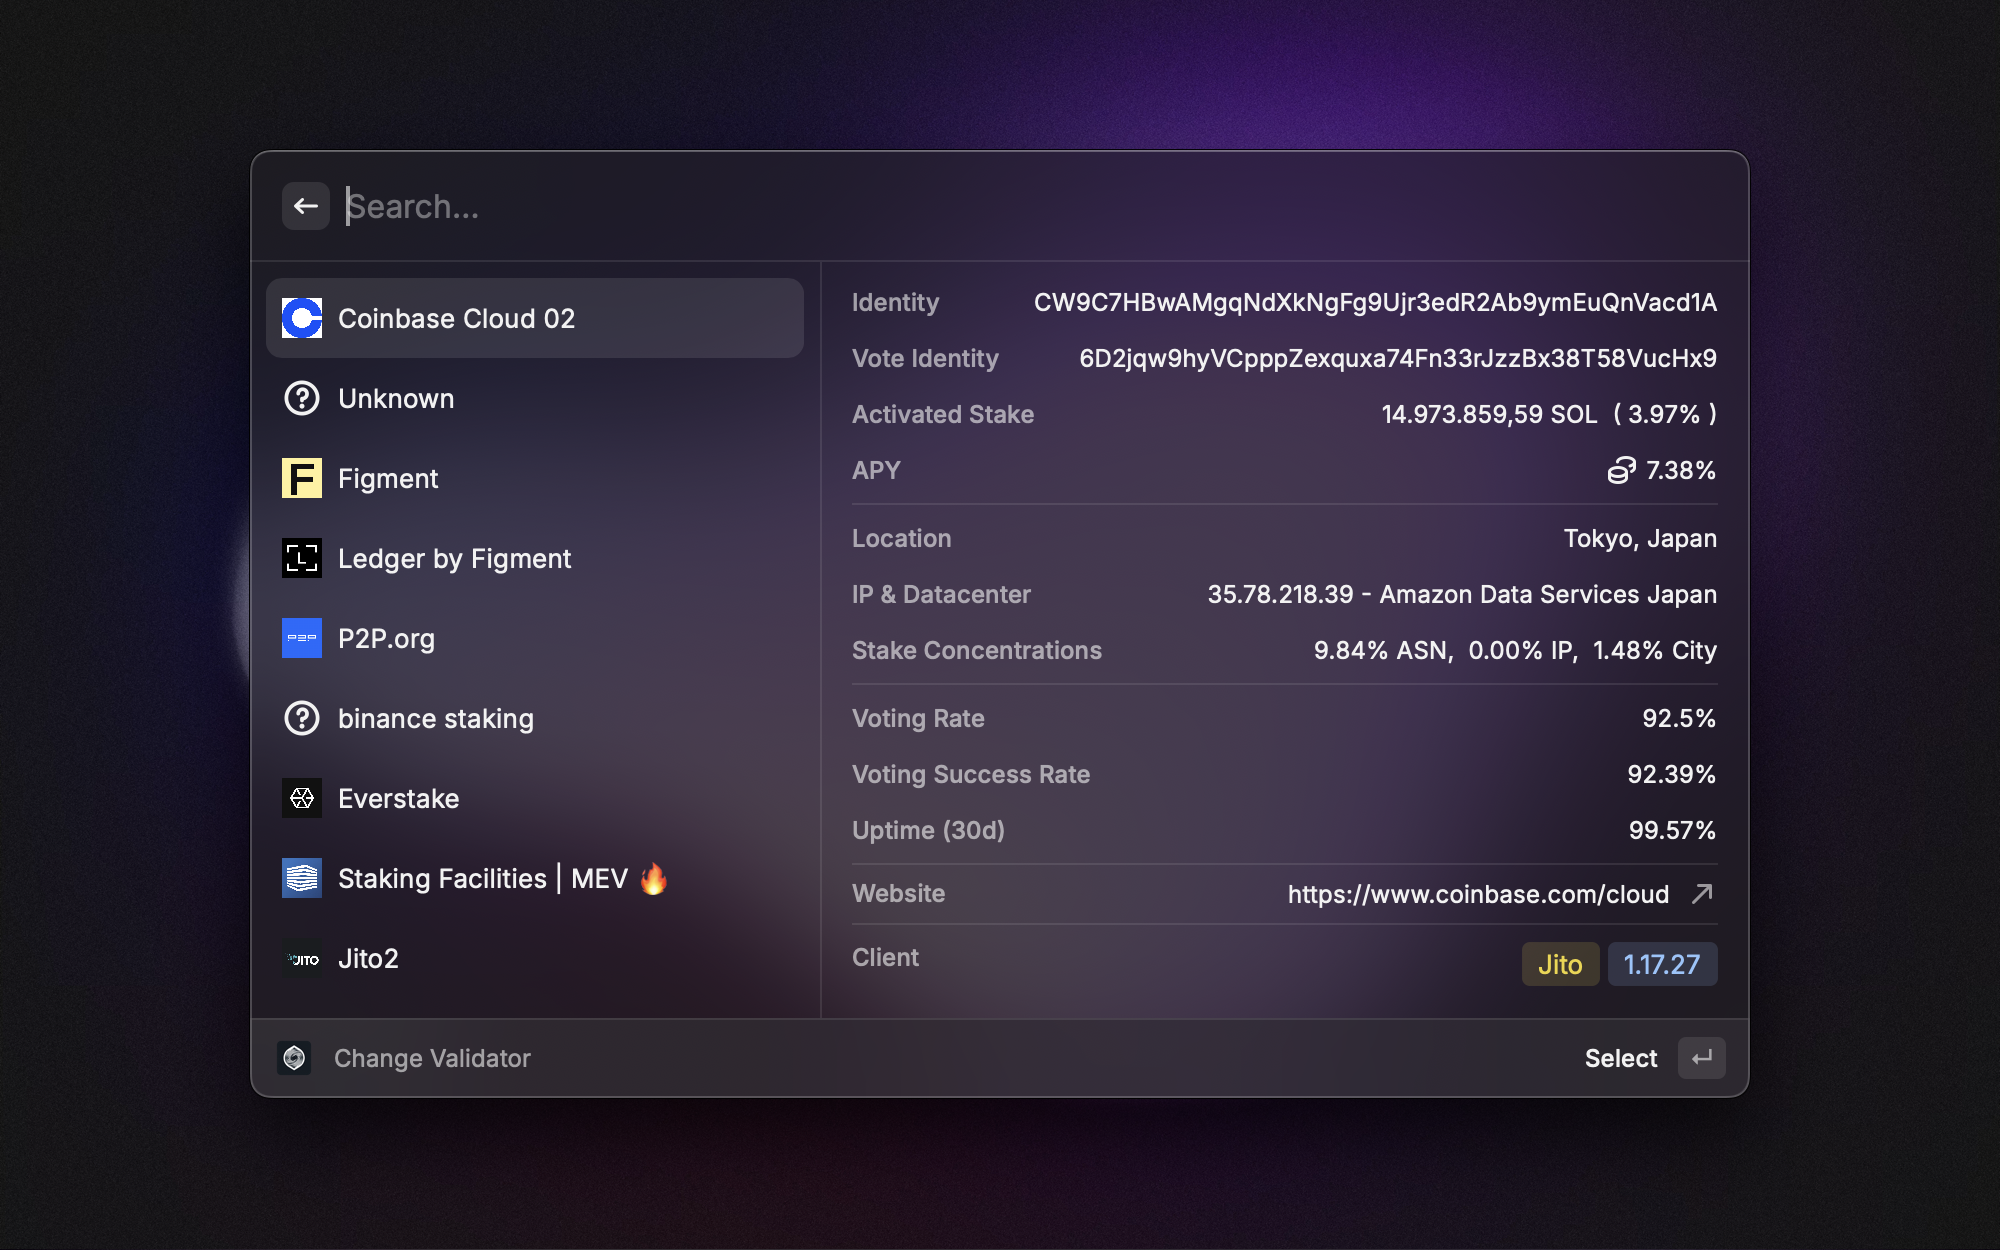 Search...
Coinbase Cloud 02
Unknown
F Figment
L Ledger by Figment
P2P P2P.org
binance staking
Everstake
Staking Facilities | MEV 🔥
JITO Jito2
Identity CW9C7HBwAMgqNdXkNgFg9Ujr3edR2Ab9ymEuQnVacd1A
Vote Identity 6D2jqw9hyVCpppZexquxa74Fn33rJzzBx38T58VucHx9
Activated Stake 14.973.859,59 SOL ( 3.97% )
APY 7.38%
Location Tokyo, Japan
IP & Datacenter 35.78.218.39 - Amazon Data Services Japan
Stake Concentrations 9.84% ASN, 0.00% IP, 1.48% City
Voting Rate 92.5%
Voting Success Rate 92.39%
Uptime (30d) 99.57%
Website https://www.coinbase.com/cloud
Client Jito 1.17.27
Change Validator
Select